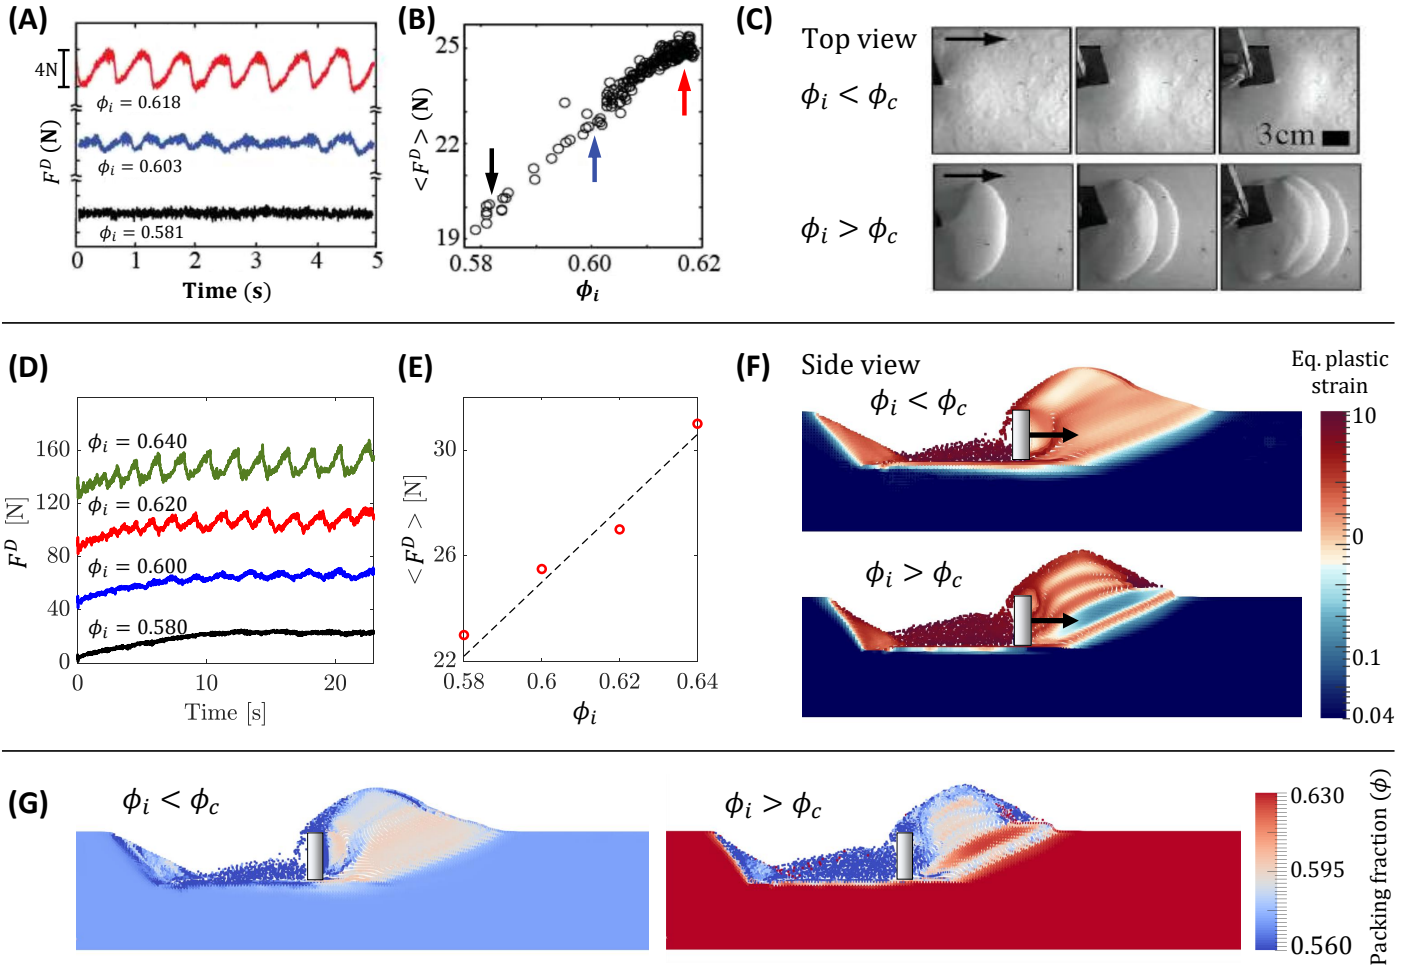 (A)
4N
F^D (N)
ϕ_i = 0.618
ϕ_i = 0.603
ϕ_i = 0.581
0 1 2 3 4 5
Time (s)
(B)
<F^D> (N)
25
22
19
0.58 0.60 0.62
ϕ_i
(C)
Top view
ϕ_i < ϕ_c
3cm
ϕ_i > ϕ_c
(D)
F^D [N]
160
120
80
40
0
ϕ_i = 0.640
ϕ_i = 0.620
ϕ_i = 0.600
ϕ_i = 0.580
0 10 20
Time [s]
(E)
< F^D > [N]
30
26
22
0.58 0.6 0.62 0.64
ϕ_i
(F)
Side view
ϕ_i < ϕ_c
ϕ_i > ϕ_c
Eq. plastic
strain
10
0
0.1
0.04
(G)
ϕ_i < ϕ_c
ϕ_i > ϕ_c
0.630
0.595
0.560
Packing fraction (ϕ)